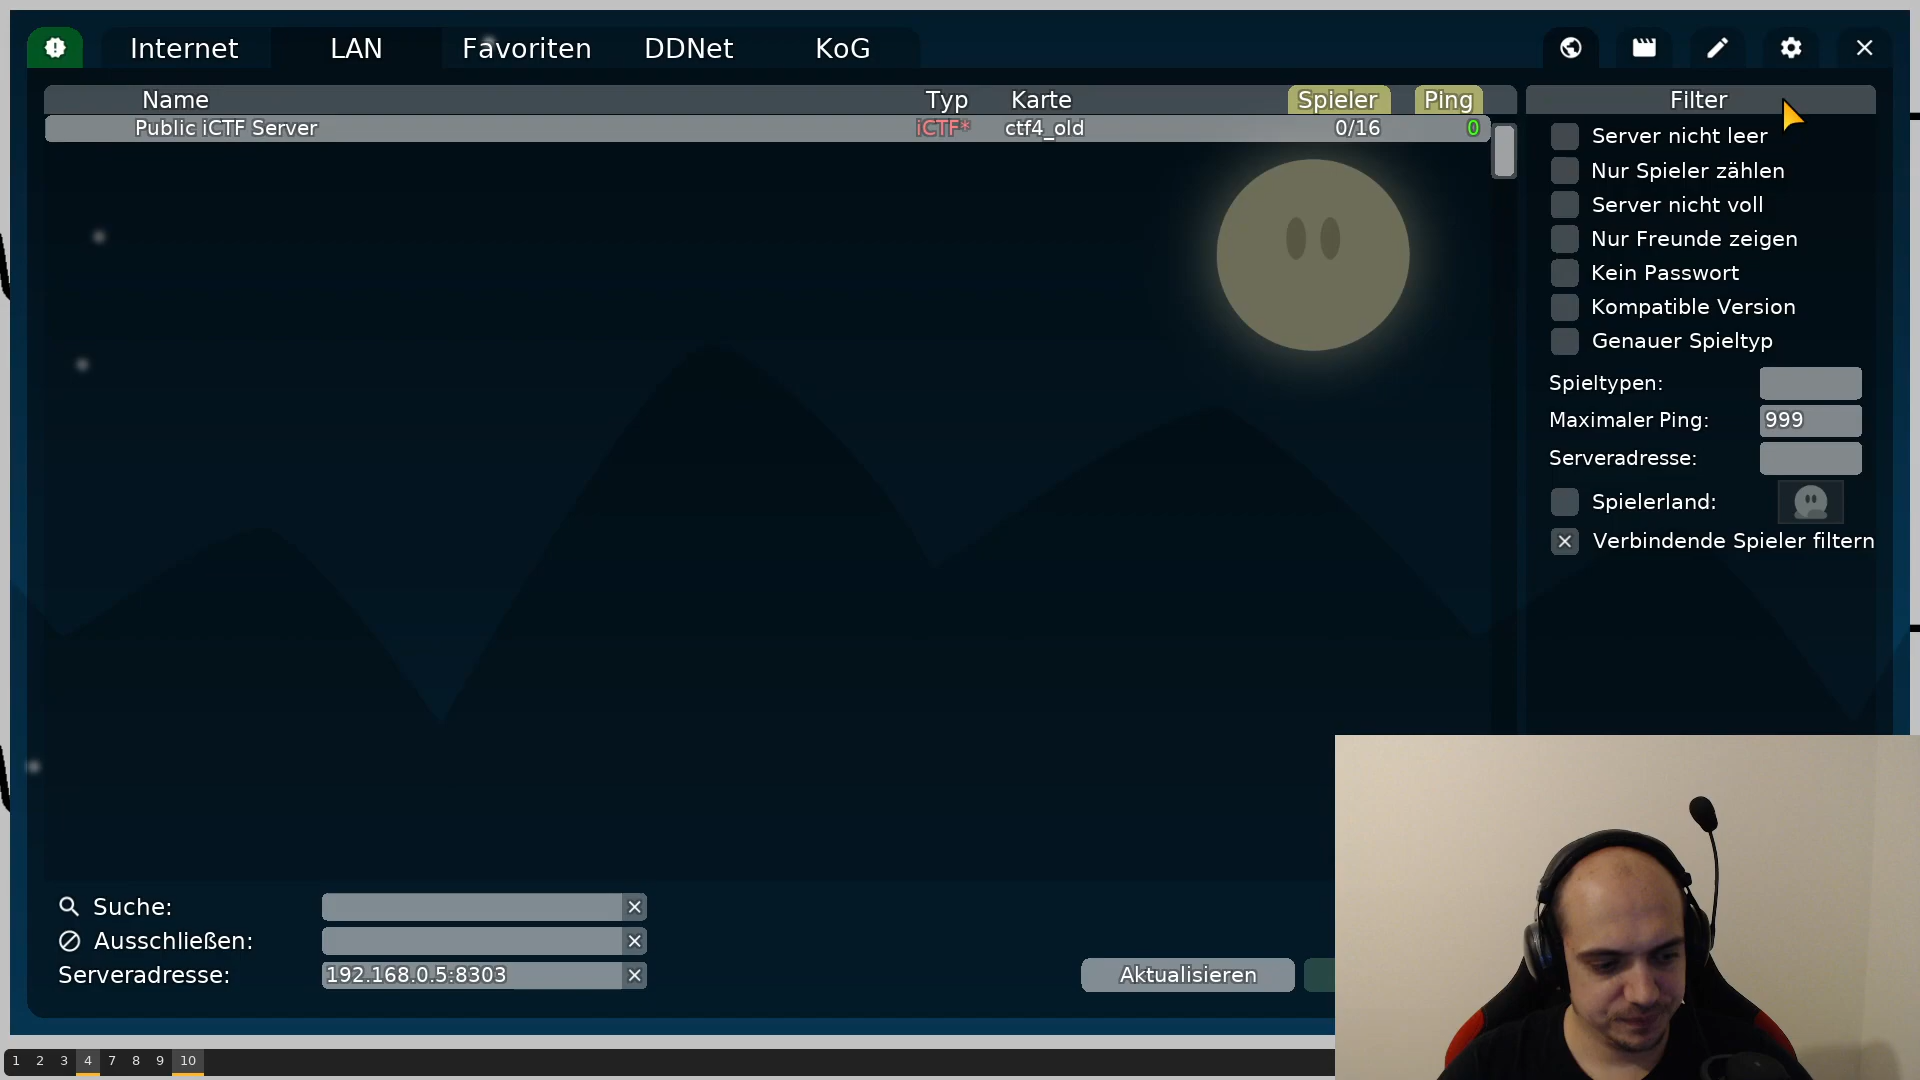 Internet LAN Favoriten DDNet KoG
Name Typ Karte Spieler Ping
Public iCTF Server iCTF* ctf4_old 0/16 0
Filter
Server nicht leer
Nur Spieler zählen
Server nicht voll
Nur Freunde zeigen
Kein Passwort
Kompatible Version
Genauer Spieltyp
Spieltypen:
Maximaler Ping: 999
Serveradresse:
Spielerland:
Verbindende Spieler filtern
Suche:
Ausschließen:
Serveradresse: 192.168.0.5:8303
Aktualisieren
1 2 3 4 7 8 9 10